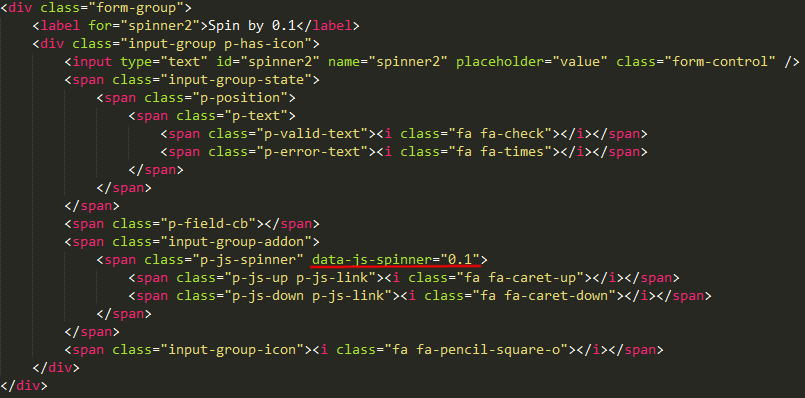 <div class="form-group">
    <label for="spinner2">Spin by 0.1</label>
    <div class="input-group p-has-icon">
        <input type="text" id="spinner2" name="spinner2" placeholder="value" class="form-control" />
        <span class="input-group-state">
            <span class="p-position">
                <span class="p-text">
                    <span class="p-valid-text"><i class="fa fa-check"></i></span>
                    <span class="p-error-text"><i class="fa fa-times"></i></span>
                </span>
            </span>
        </span>
        <span class="p-field-cb"></span>
        <span class="input-group-addon">
            <span class="p-js-spinner" data-js-spinner="0.1">
                <span class="p-js-up p-js-link"><i class="fa fa-caret-up"></i></span>
                <span class="p-js-down p-js-link"><i class="fa fa-caret-down"></i></span>
            </span>
        </span>
        <span class="input-group-icon"><i class="fa fa-pencil-square-o"></i></span>
    </div>
</div>